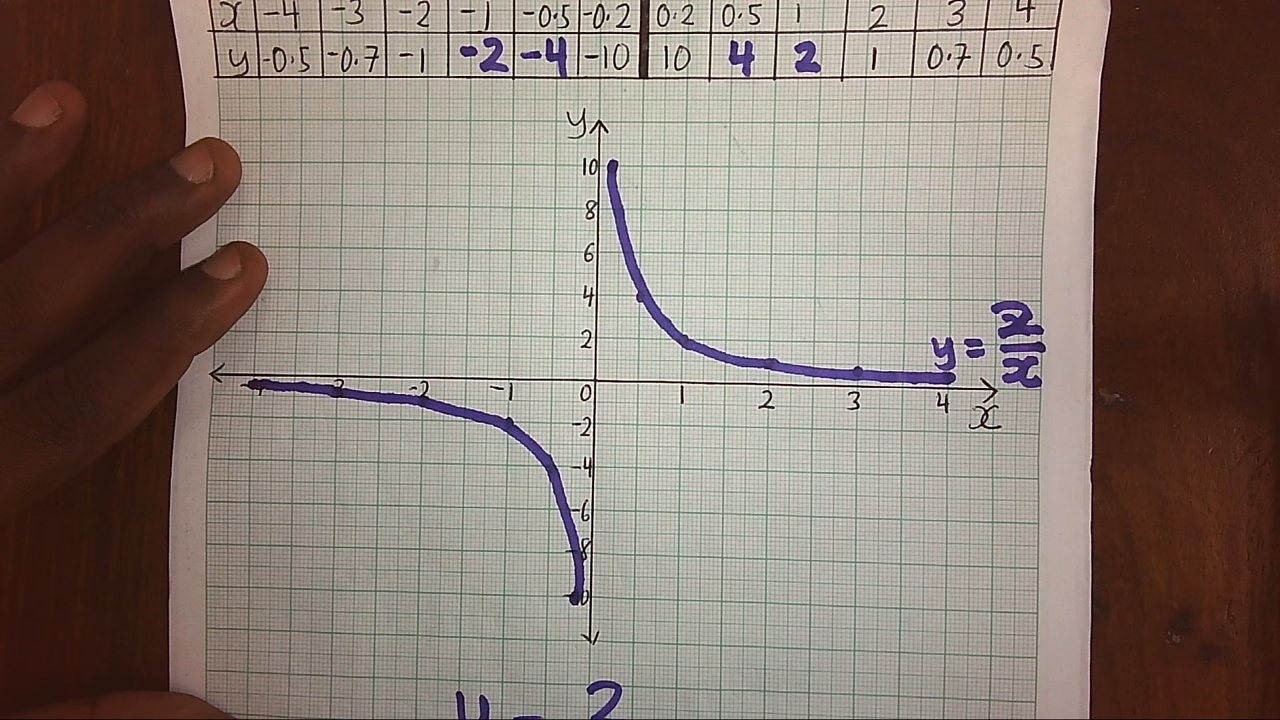 x -4 -3 -2 -1 -0.5 -0.2 0.2 0.5 1 2 3 4
y -0.5 -0.7 -1 -2 -4 -10 10 4 2 1 0.7 0.5
y
10
8
6
4
2
y = 2/x
-3 -2 -1 0 1 2 3 4
x
-2
-4
-6
-8
y = 2